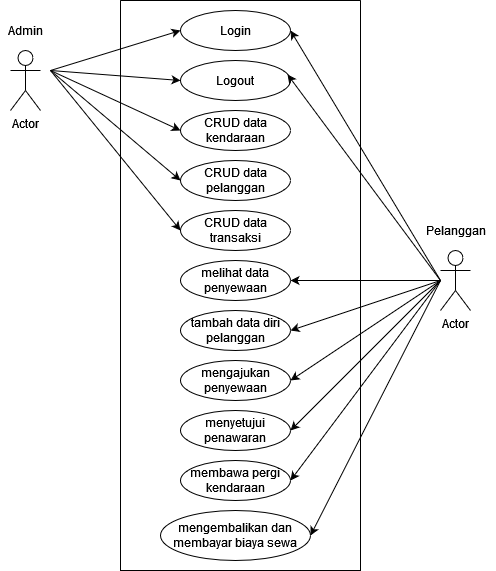 Admin
Actor
Login
Logout
CRUD data
kendaraan
CRUD data
pelanggan
CRUD data
transaksi
melihat data
penyewaan
tambah data diri
pelanggan
mengajukan
penyewaan
menyetujui
penawaran
membawa pergi
kendaraan
mengembalikan dan
membayar biaya sewa
Pelanggan
Actor